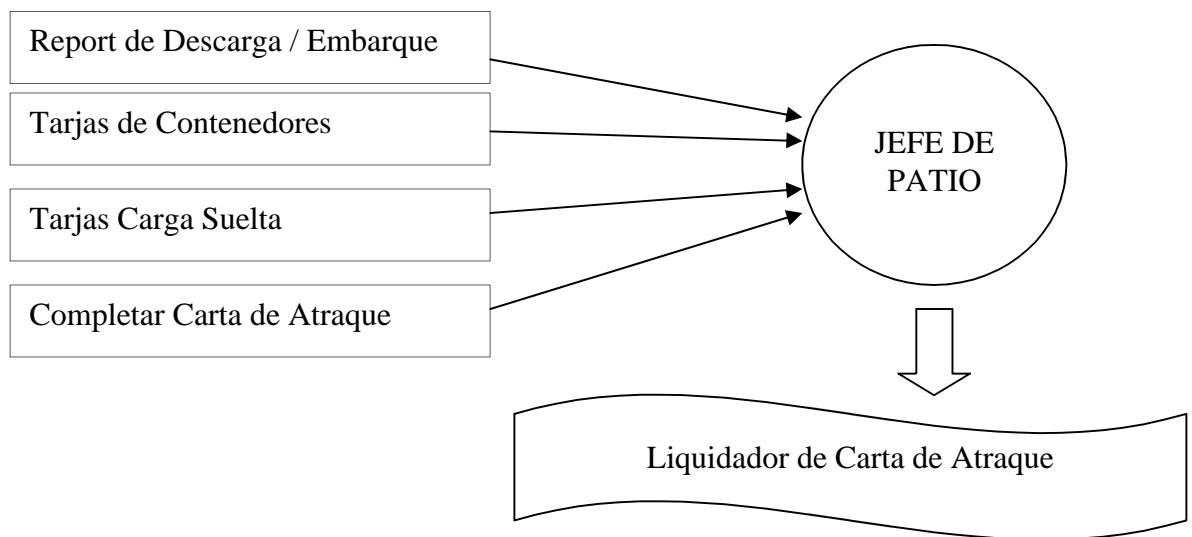 Report de Descarga / Embarque
Tarjas de Contenedores
Tarjas Carga Suelta
Completar Carta de Atraque
JEFE DE
PATIO
Liquidador de Carta de Atraque